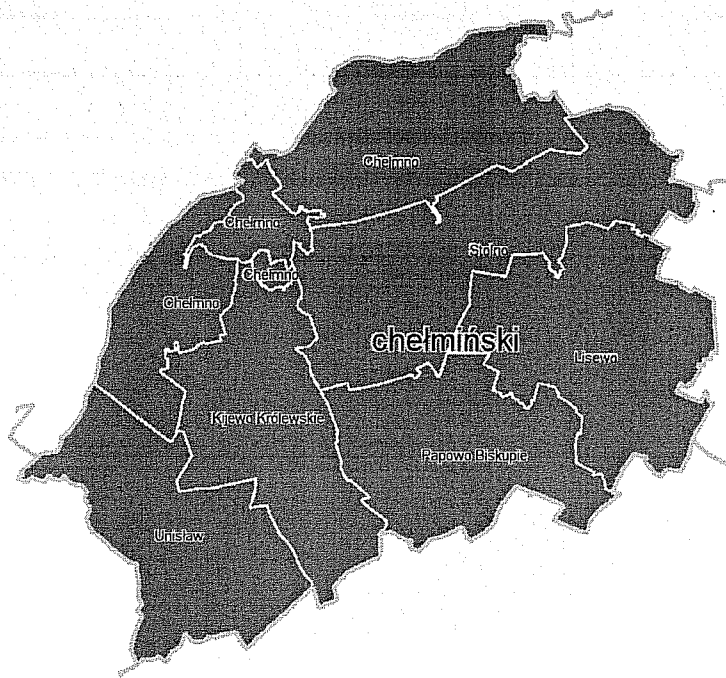 Chełmno
Chełmno
Stolno
Chełmno
Chełmno
chełmiński
Lisewo
Kijewo Królewskie
Papowo Biskupie
Unisław